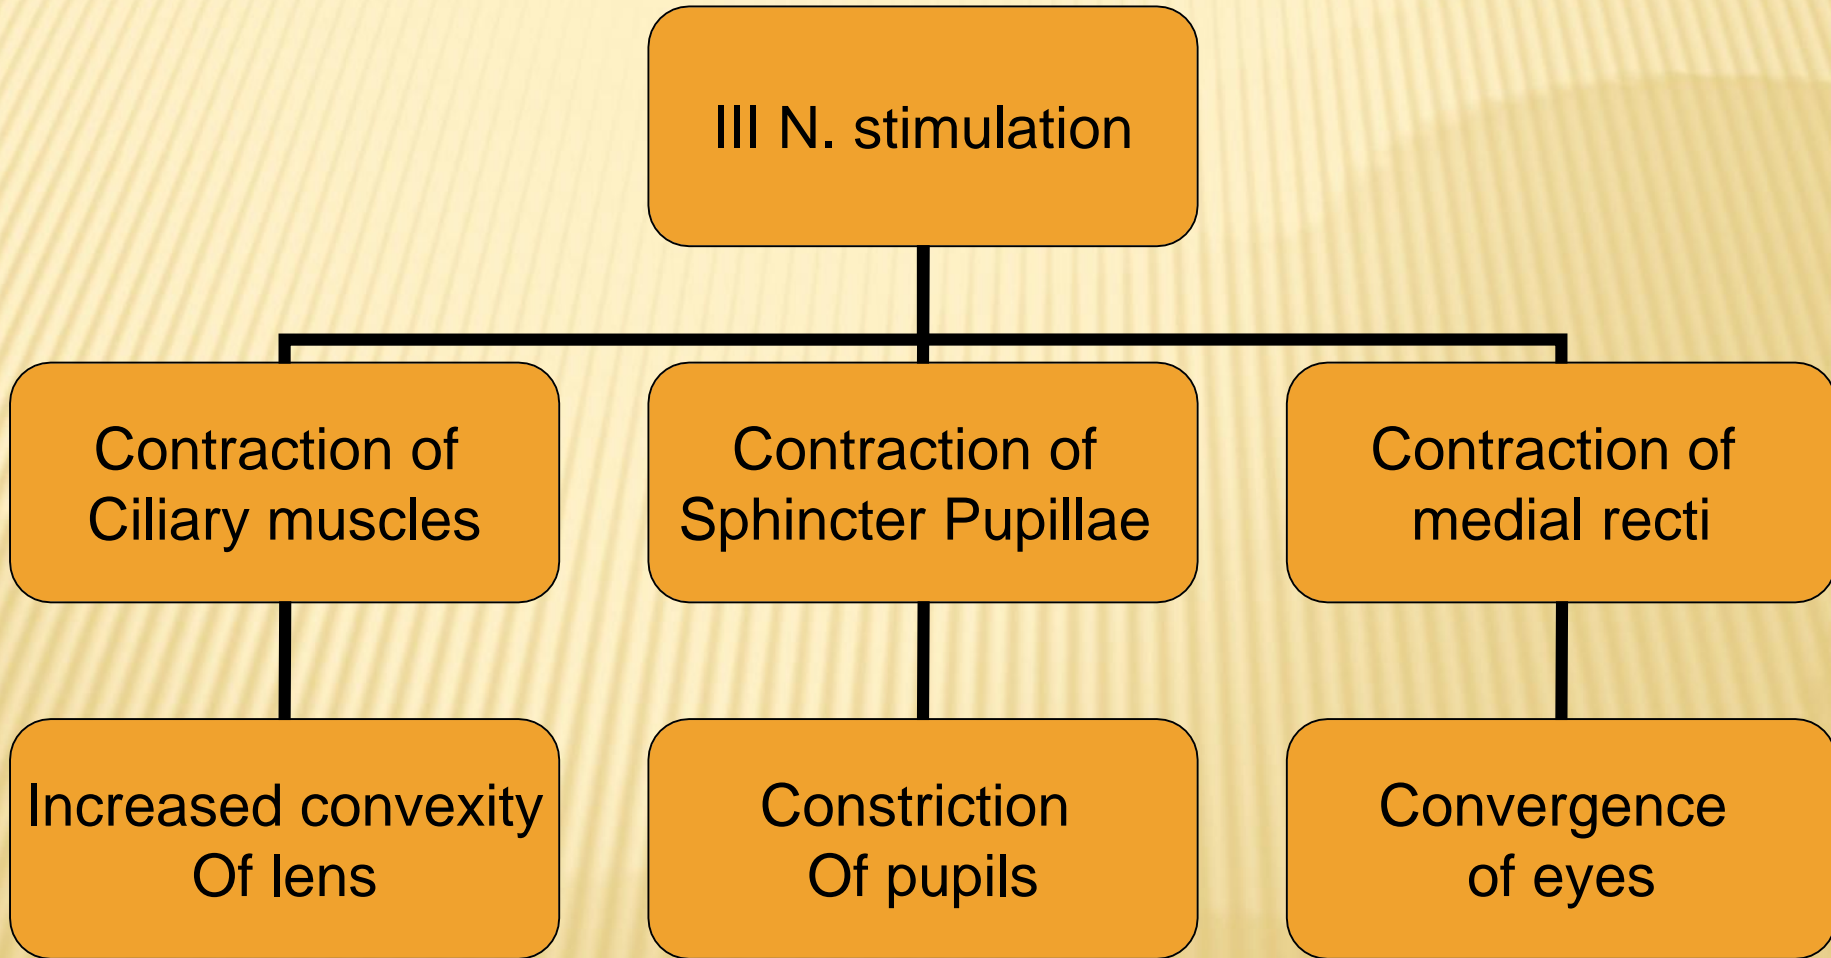 III N. stimulation
Contraction of
Ciliary muscles
Contraction of
Sphincter Pupillae
Contraction of
medial recti
Increased convexity
Of lens
Constriction
Of pupils
Convergence
of eyes